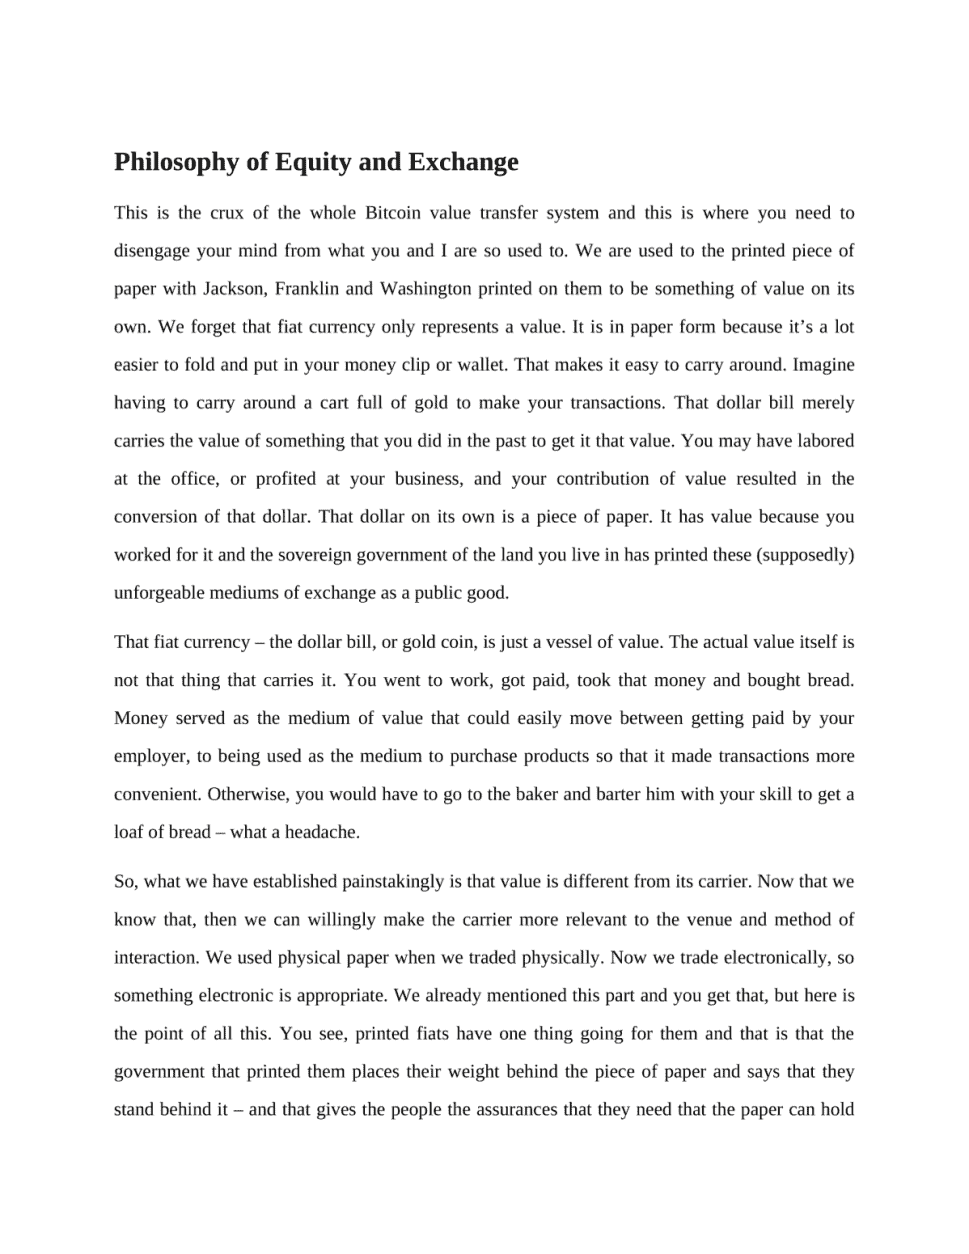 Philosophy of Equity and Exchange
This is the crux of the whole Bitcoin value transfer system and this is where you need to
disengage your mind from what you and I are so used to. We are used to the printed piece of
paper with Jackson, Franklin and Washington printed on them to be something of value on its
own. We forget that fiat currency only represents a value. It is in paper form because it’s a lot
easier to fold and put in your money clip or wallet. That makes it easy to carry around. Imagine
having to carry around a cart full of gold to make your transactions. That dollar bill merely
carries the value of something that you did in the past to get it that value. You may have labored
at the office, or profited at your business, and your contribution of value resulted in the
conversion of that dollar. That dollar on its own is a piece of paper. It has value because you
worked for it and the sovereign government of the land you live in has printed these (supposedly)
unforgeable mediums of exchange as a public good.
That fiat currency – the dollar bill, or gold coin, is just a vessel of value. The actual value itself is
not that thing that carries it. You went to work, got paid, took that money and bought bread.
Money served as the medium of value that could easily move between getting paid by your
employer, to being used as the medium to purchase products so that it made transactions more
convenient. Otherwise, you would have to go to the baker and barter him with your skill to get a
loaf of bread – what a headache.
So, what we have established painstakingly is that value is different from its carrier. Now that we
know that, then we can willingly make the carrier more relevant to the venue and method of
interaction. We used physical paper when we traded physically. Now we trade electronically, so
something electronic is appropriate. We already mentioned this part and you get that, but here is
the point of all this. You see, printed fiats have one thing going for them and that is that the
government that printed them places their weight behind the piece of paper and says that they
stand behind it – and that gives the people the assurances that they need that the paper can hold